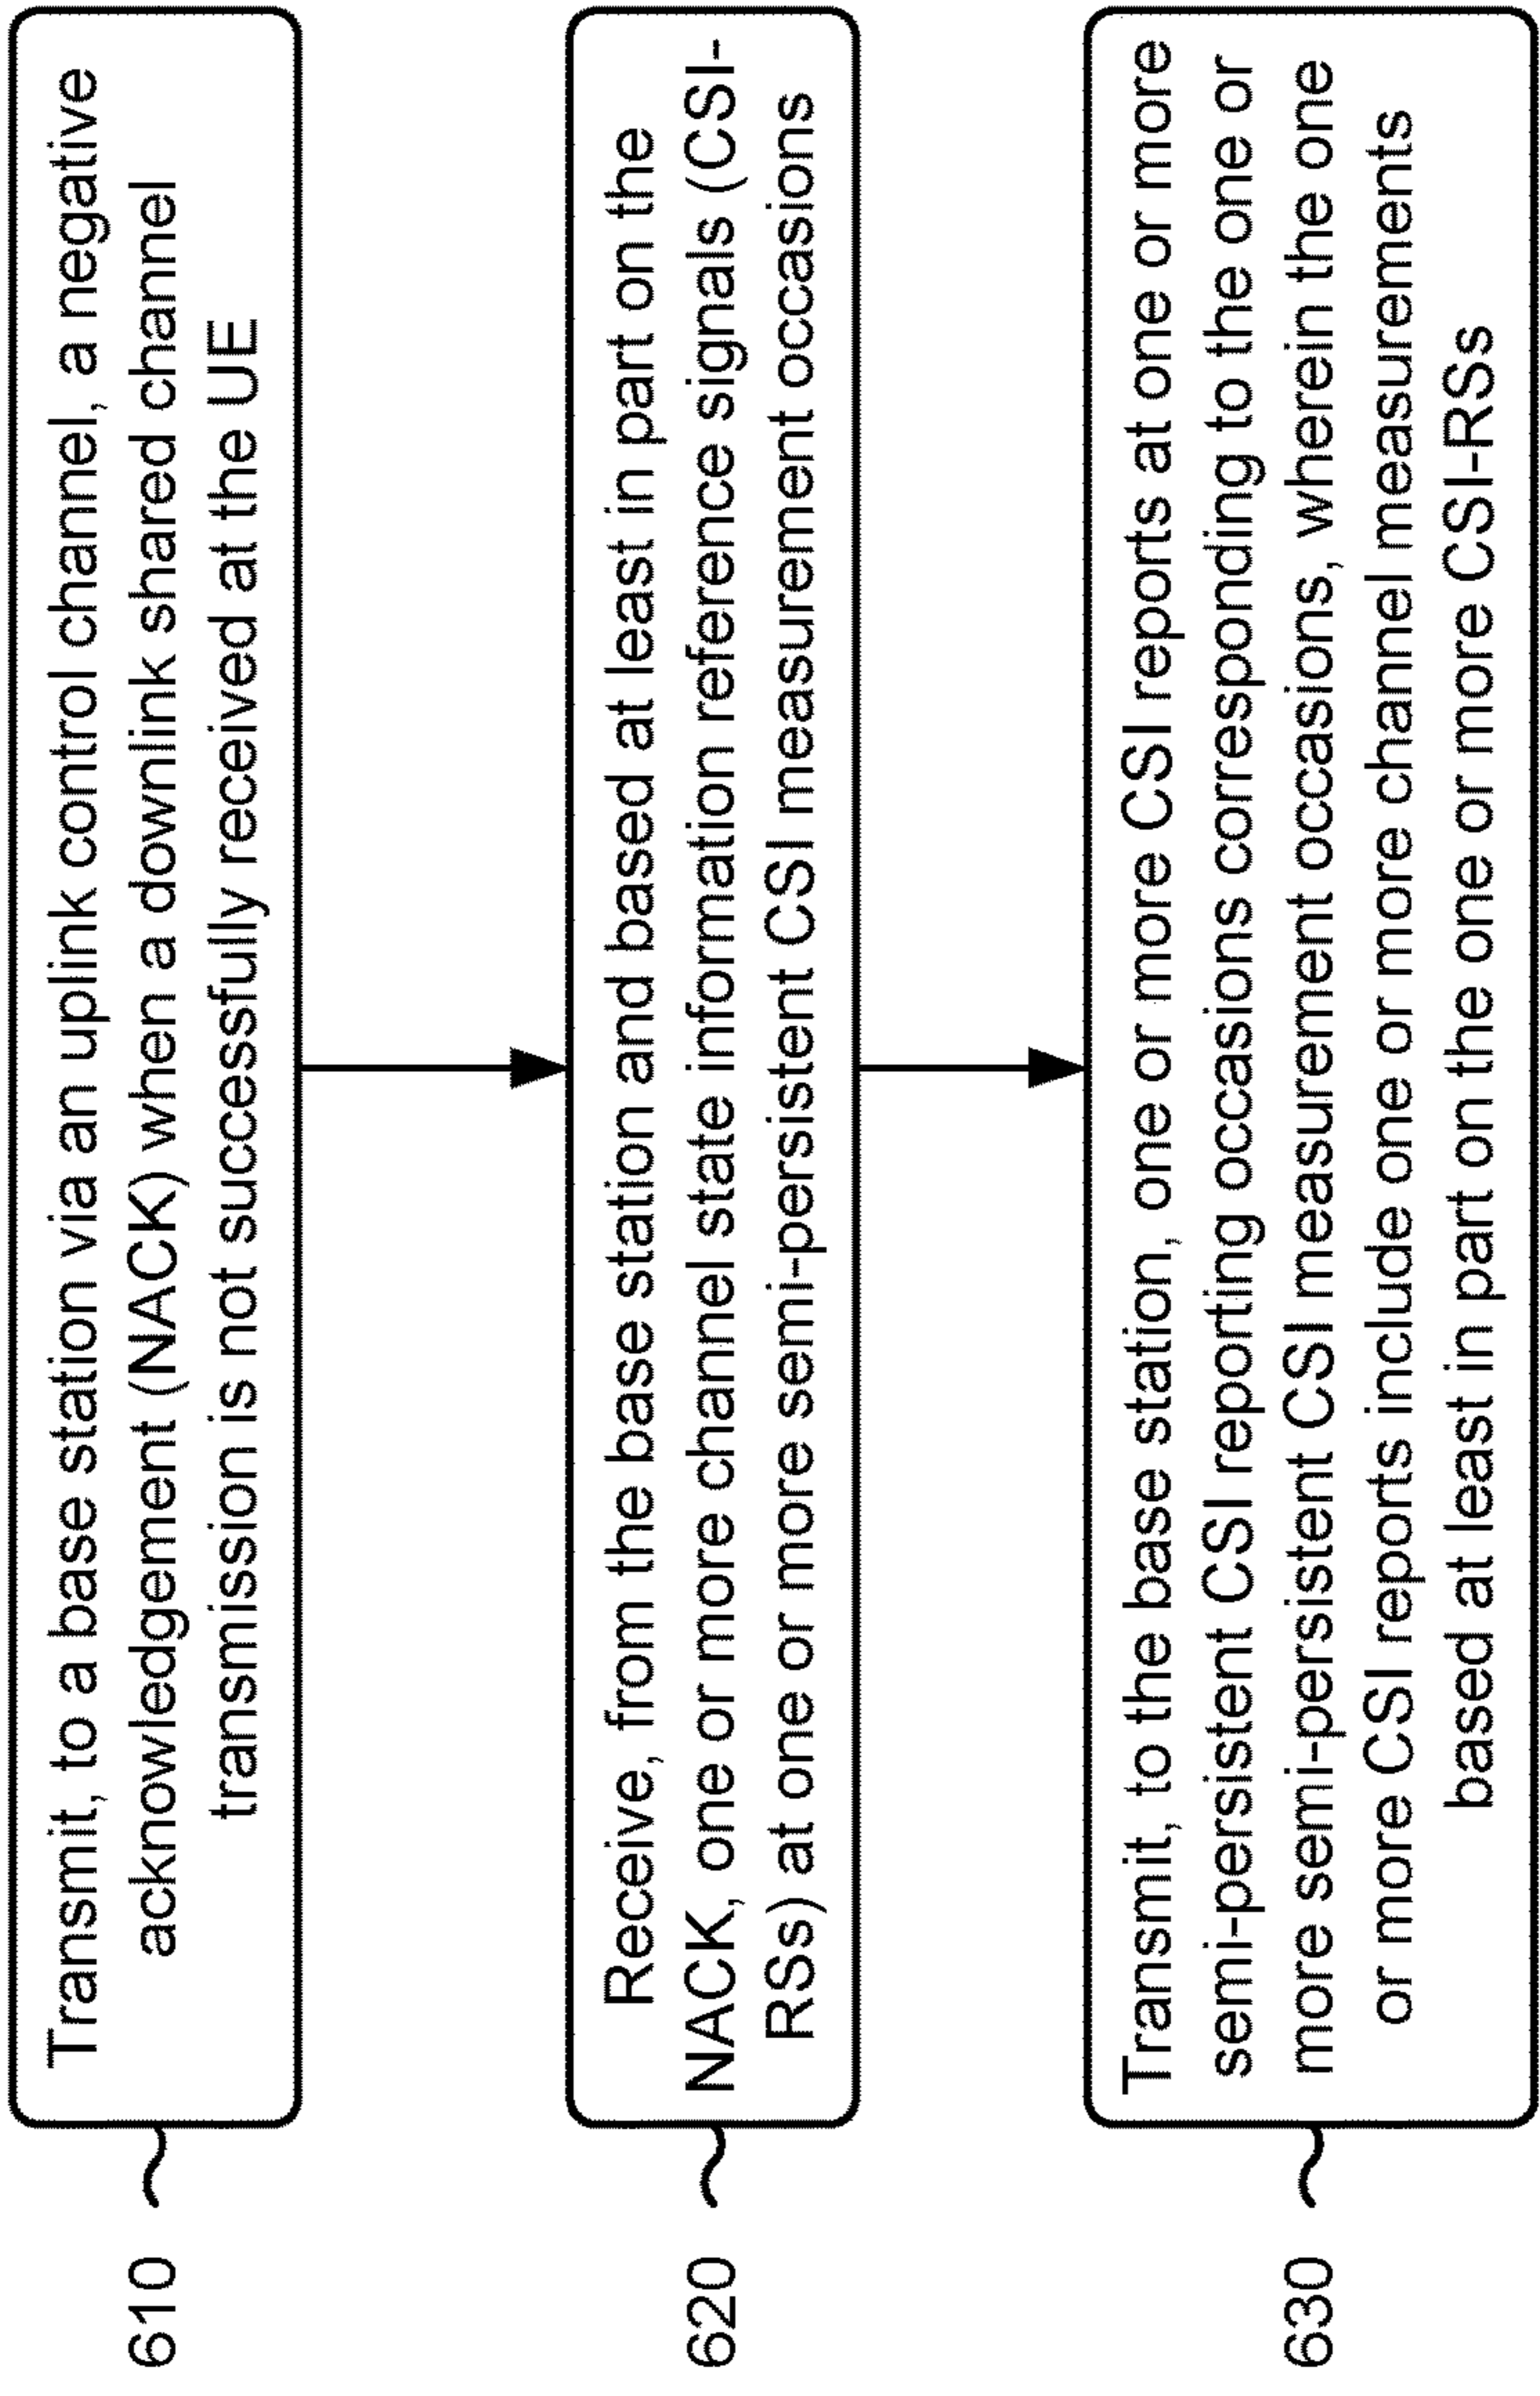 610
Transmit, to a base station via an uplink control channel, a negative
acknowledgement (NACK) when a downlink shared channel
transmission is not successfully received at the UE
620
Receive, from the base station and based at least in part on the
NACK, one or more channel state information reference signals (CSI-
RSs) at one or more semi-persistent CSI measurement occasions
630
Transmit, to the base station, one or more CSI reports at one or more
semi-persistent CSI reporting occasions corresponding to the one or
more semi-persistent CSI measurement occasions, wherein the one
or more CSI reports include one or more channel measurements
based at least in part on the one or more CSI-RSs